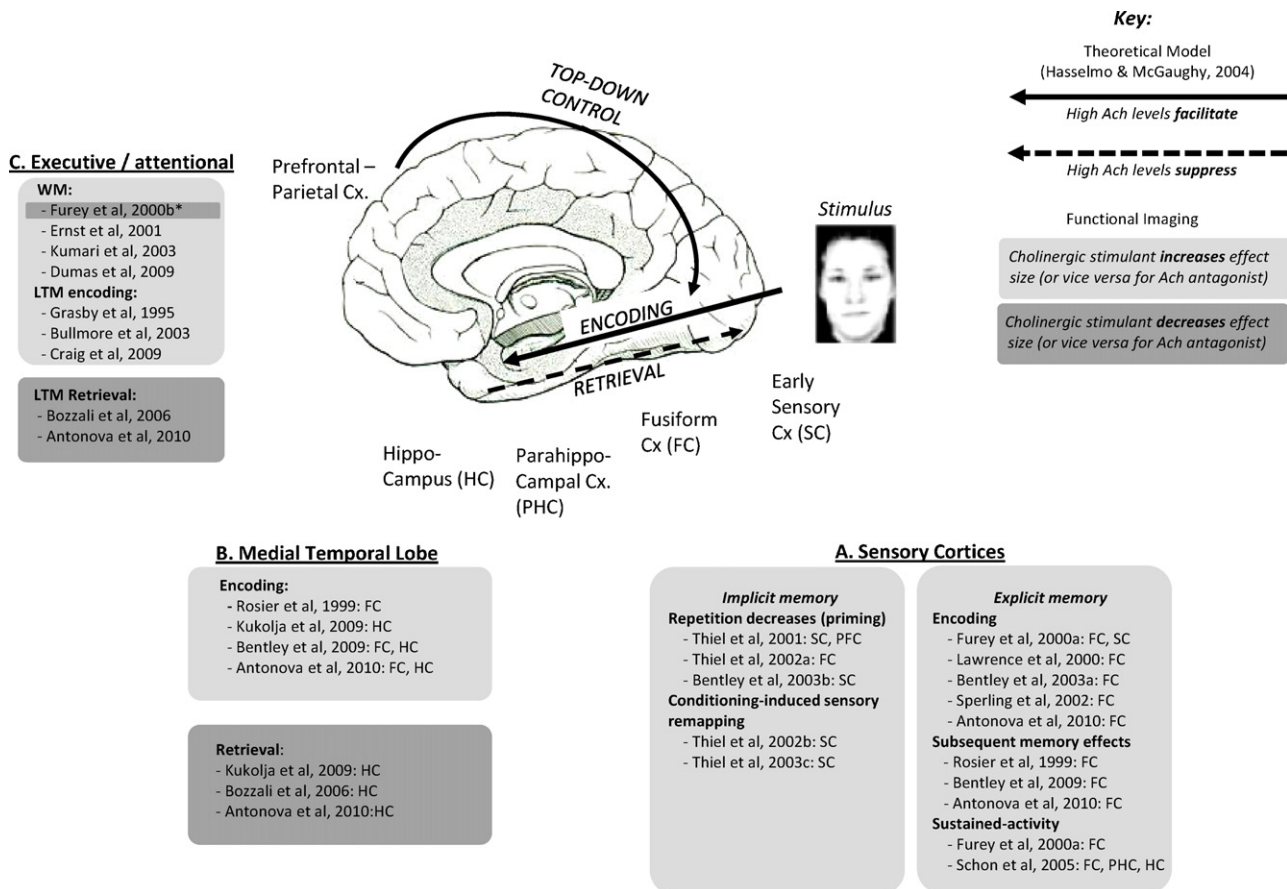 Key:
Theoretical Model
(Hasselmo & McGaughy, 2004)
High Ach levels facilitate
High Ach levels suppress
Functional Imaging
Cholinergic stimulant increases effect
size (or vice versa for Ach antagonist)
Cholinergic stimulant decreases effect
size (or vice versa for Ach antagonist)
TOP-DOWN
CONTROL
Prefrontal –
Parietal Cx.
Stimulus
ENCODING
RETRIEVAL
Early
Sensory
Cx (SC)
Fusiform
Cx (FC)
Parahippo-
Campal Cx.
(PHC)
Hippo-
Campus (HC)
C. Executive / attentional
WM:
- Furey et al, 2000b*
- Ernst et al, 2001
- Kumari et al, 2003
- Dumas et al, 2009
LTM encoding:
- Grasby et al, 1995
- Bullmore et al, 2003
- Craig et al, 2009
LTM Retrieval:
- Bozzali et al, 2006
- Antonova et al, 2010
B. Medial Temporal Lobe
Encoding:
- Rosier et al, 1999: FC
- Kukolja et al, 2009: HC
- Bentley et al, 2009: FC, HC
- Antonova et al, 2010: FC, HC
Retrieval:
- Kukolja et al, 2009: HC
- Bozzali et al, 2006: HC
- Antonova et al, 2010:HC
A. Sensory Cortices
Implicit memory
Repetition decreases (priming)
- Thiel et al, 2001: SC, PFC
- Thiel et al, 2002a: FC
- Bentley et al, 2003b: SC
Conditioning-induced sensory
remapping
- Thiel et al, 2002b: SC
- Thiel et al, 2003c: SC
Explicit memory
Encoding
- Furey et al, 2000a: FC, SC
- Lawrence et al, 2000: FC
- Bentley et al, 2003a: FC
- Sperling et al, 2002: FC
- Antonova et al, 2010: FC
Subsequent memory effects
- Rosier et al, 1999: FC
- Bentley et al, 2009: FC
- Antonova et al, 2010: FC
Sustained-activity
- Furey et al, 2000a: FC
- Schon et al, 2005: FC, PHC, HC